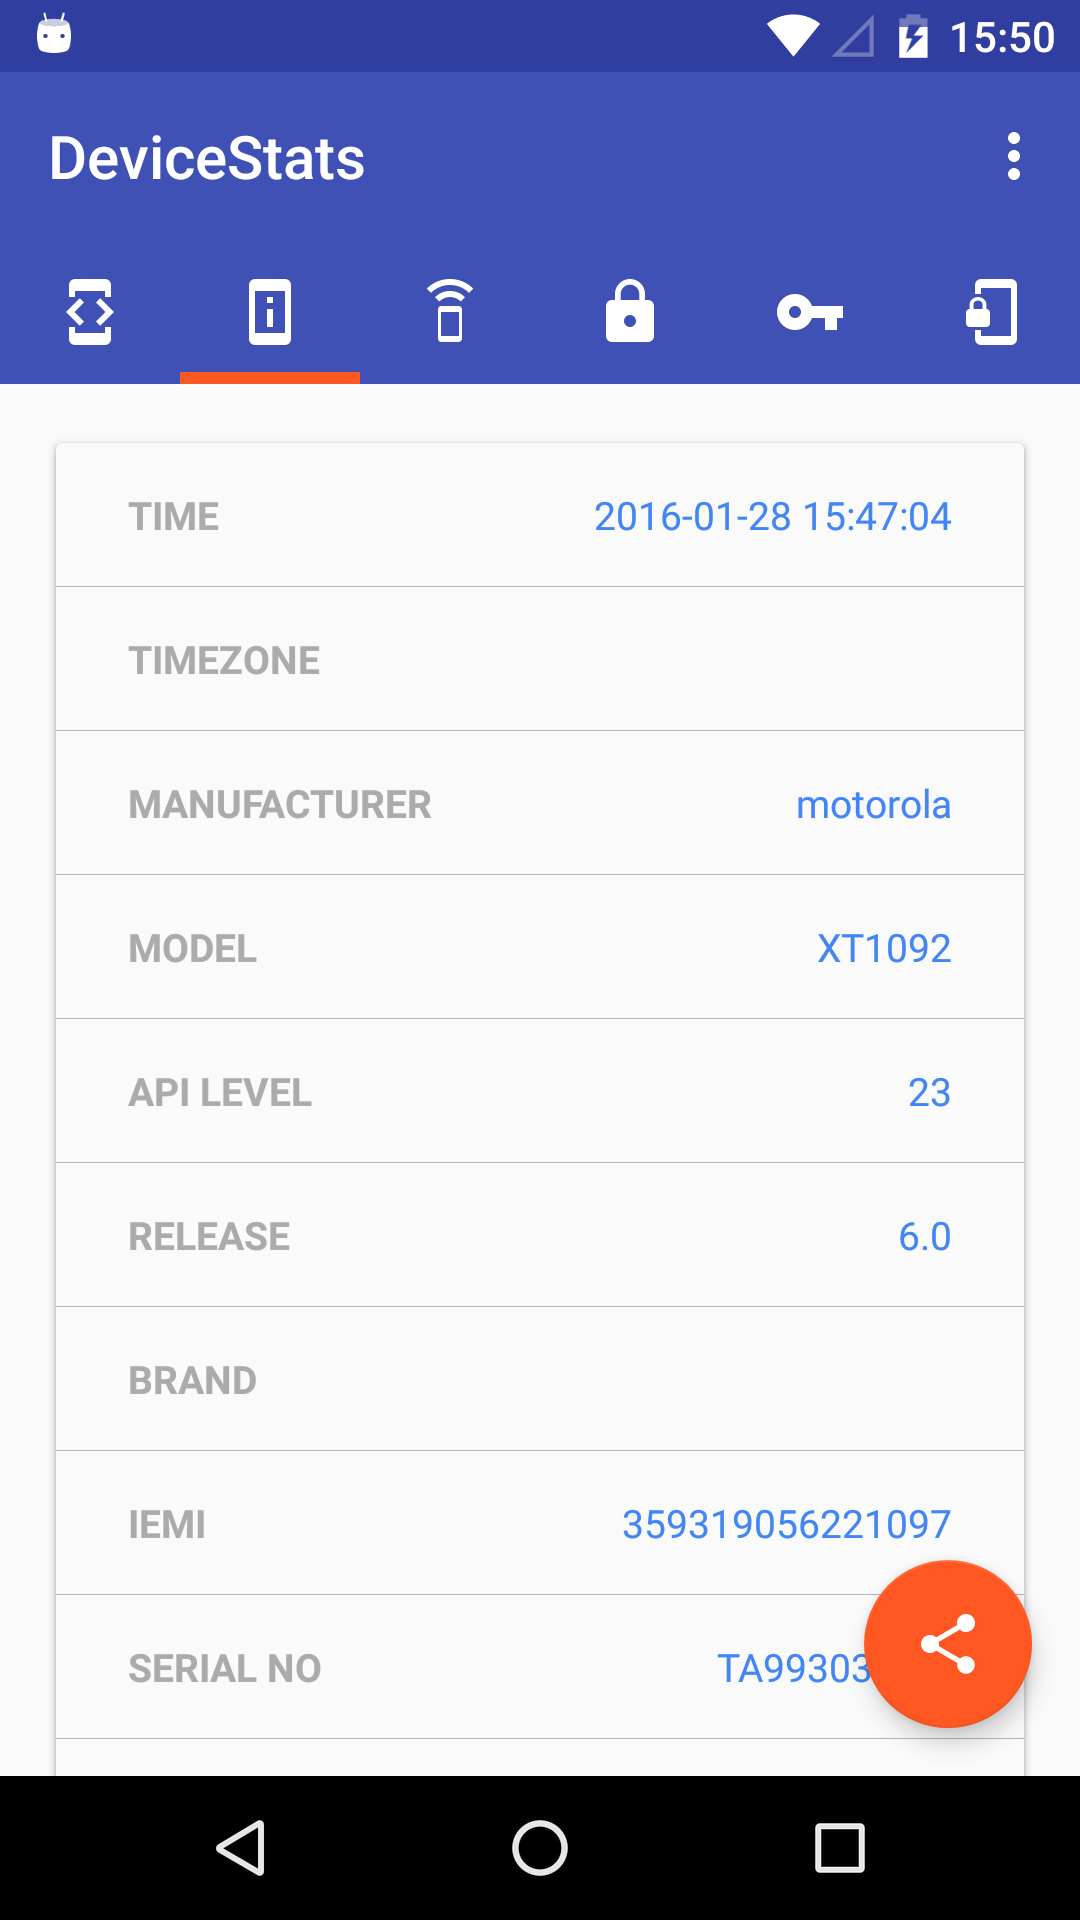 15:50
DeviceStats
TIME 2016-01-28 15:47:04
TIMEZONE
MANUFACTURER motorola
MODEL XT1092
API LEVEL 23
RELEASE 6.0
BRAND
IEMI 359319056221097
SERIAL NO TA99303